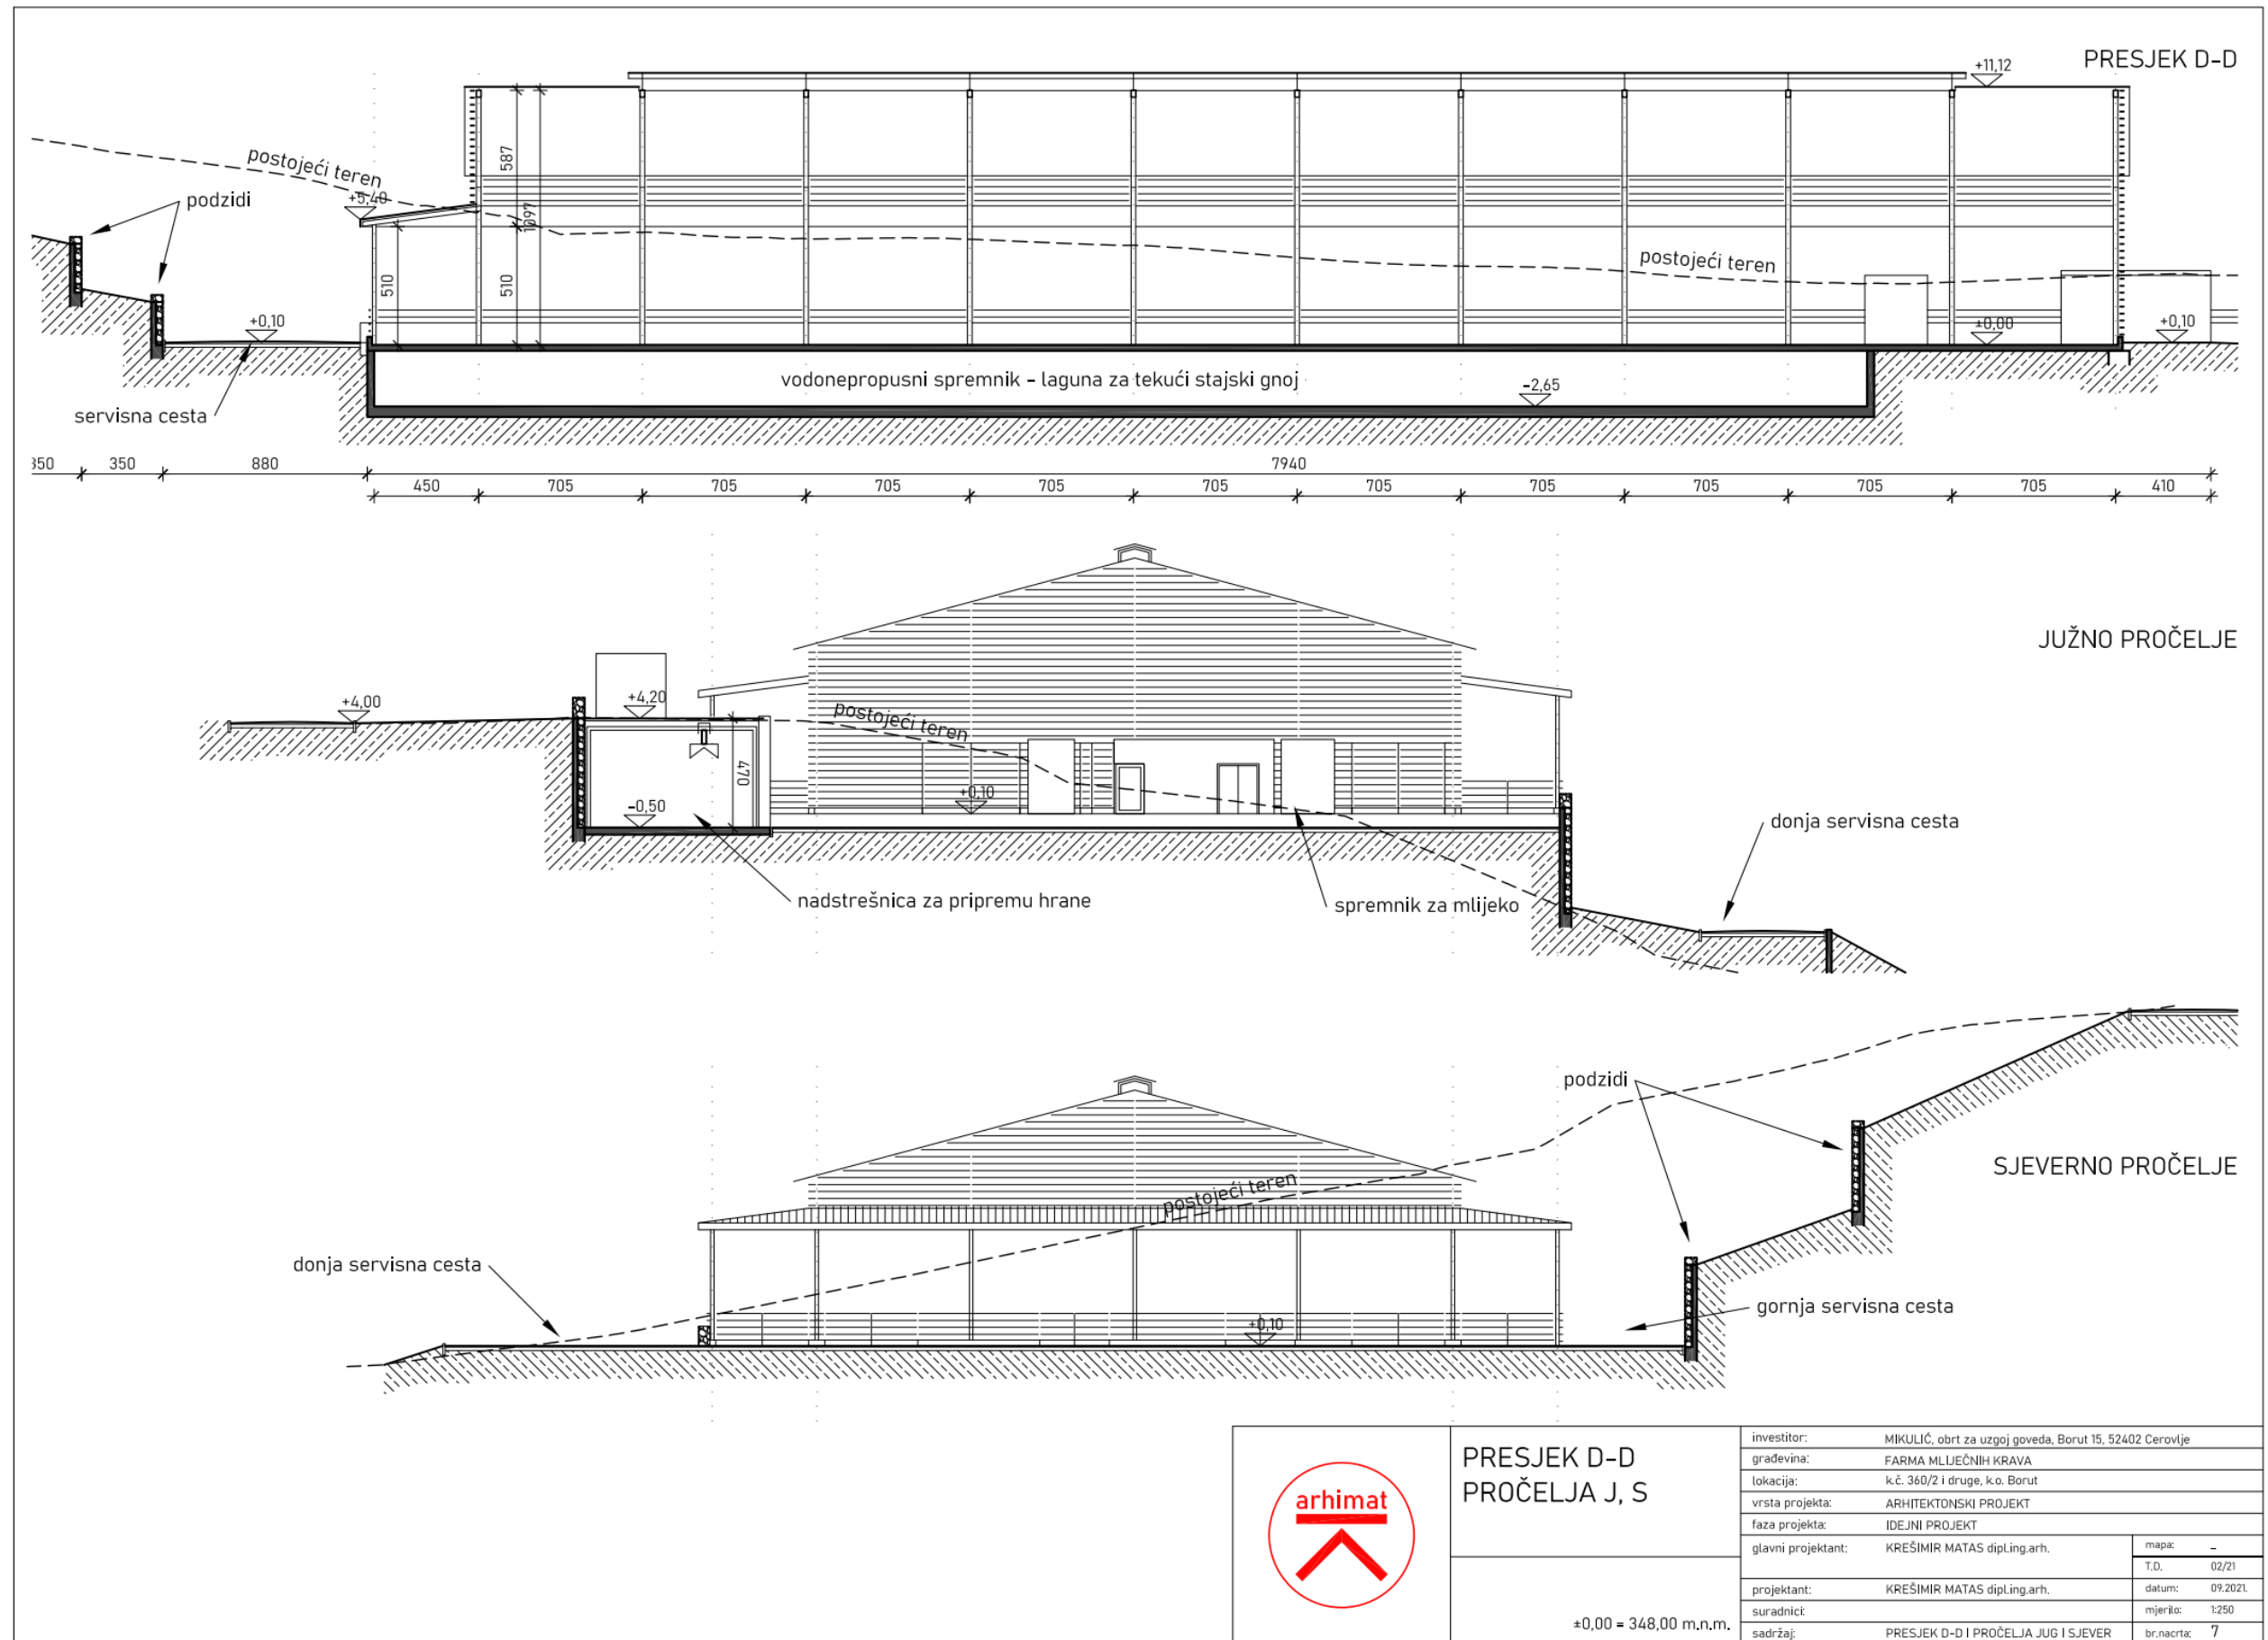 PRESJEK D-D
+11,12
postojeći teren
587
+5,40
1097
podzidi
510
510
postojeći teren
+0,10
±0,00
+0,10
vodonepropusni spremnik - laguna za tekući stajski gnoj
-2,65
servisna cesta
350 880 7940
450 705 705 705 705 705 705 705 705 705 705 410
JUŽNO PROČELJE
+4,00
+4,20
postojeći teren
470
-0,50
+0,10
donja servisna cesta
nadstrešnica za pripremu hrane
spremnik za mlijeko
podzidi
SJEVERNO PROČELJE
postojeći teren
donja servisna cesta
gornja servisna cesta
+0,10
arhimat
PRESJEK D-D
PROČELJA J, S
±0,00 = 348,00 m.n.m.
investitor: MIKULIĆ, obrt za uzgoj goveda, Borut 15, 52402 Cerovlje
građevina: FARMA MLIJEČNIH KRAVA
lokacija: k.č. 360/2 i druge, k.o. Borut
vrsta projekta: ARHITEKTONSKI PROJEKT
faza projekta: IDEJNI PROJEKT
glavni projektant: KREŠIMIR MATAS dipl.ing.arh. mapa: -
T.D. 02/21
projektant: KREŠIMIR MATAS dipl.ing.arh. datum: 09.2021.
suradnici: mjerilo: 1:250
sadržaj: PRESJEK D-D I PROČELJA JUG I SJEVER br.nacrta: 7